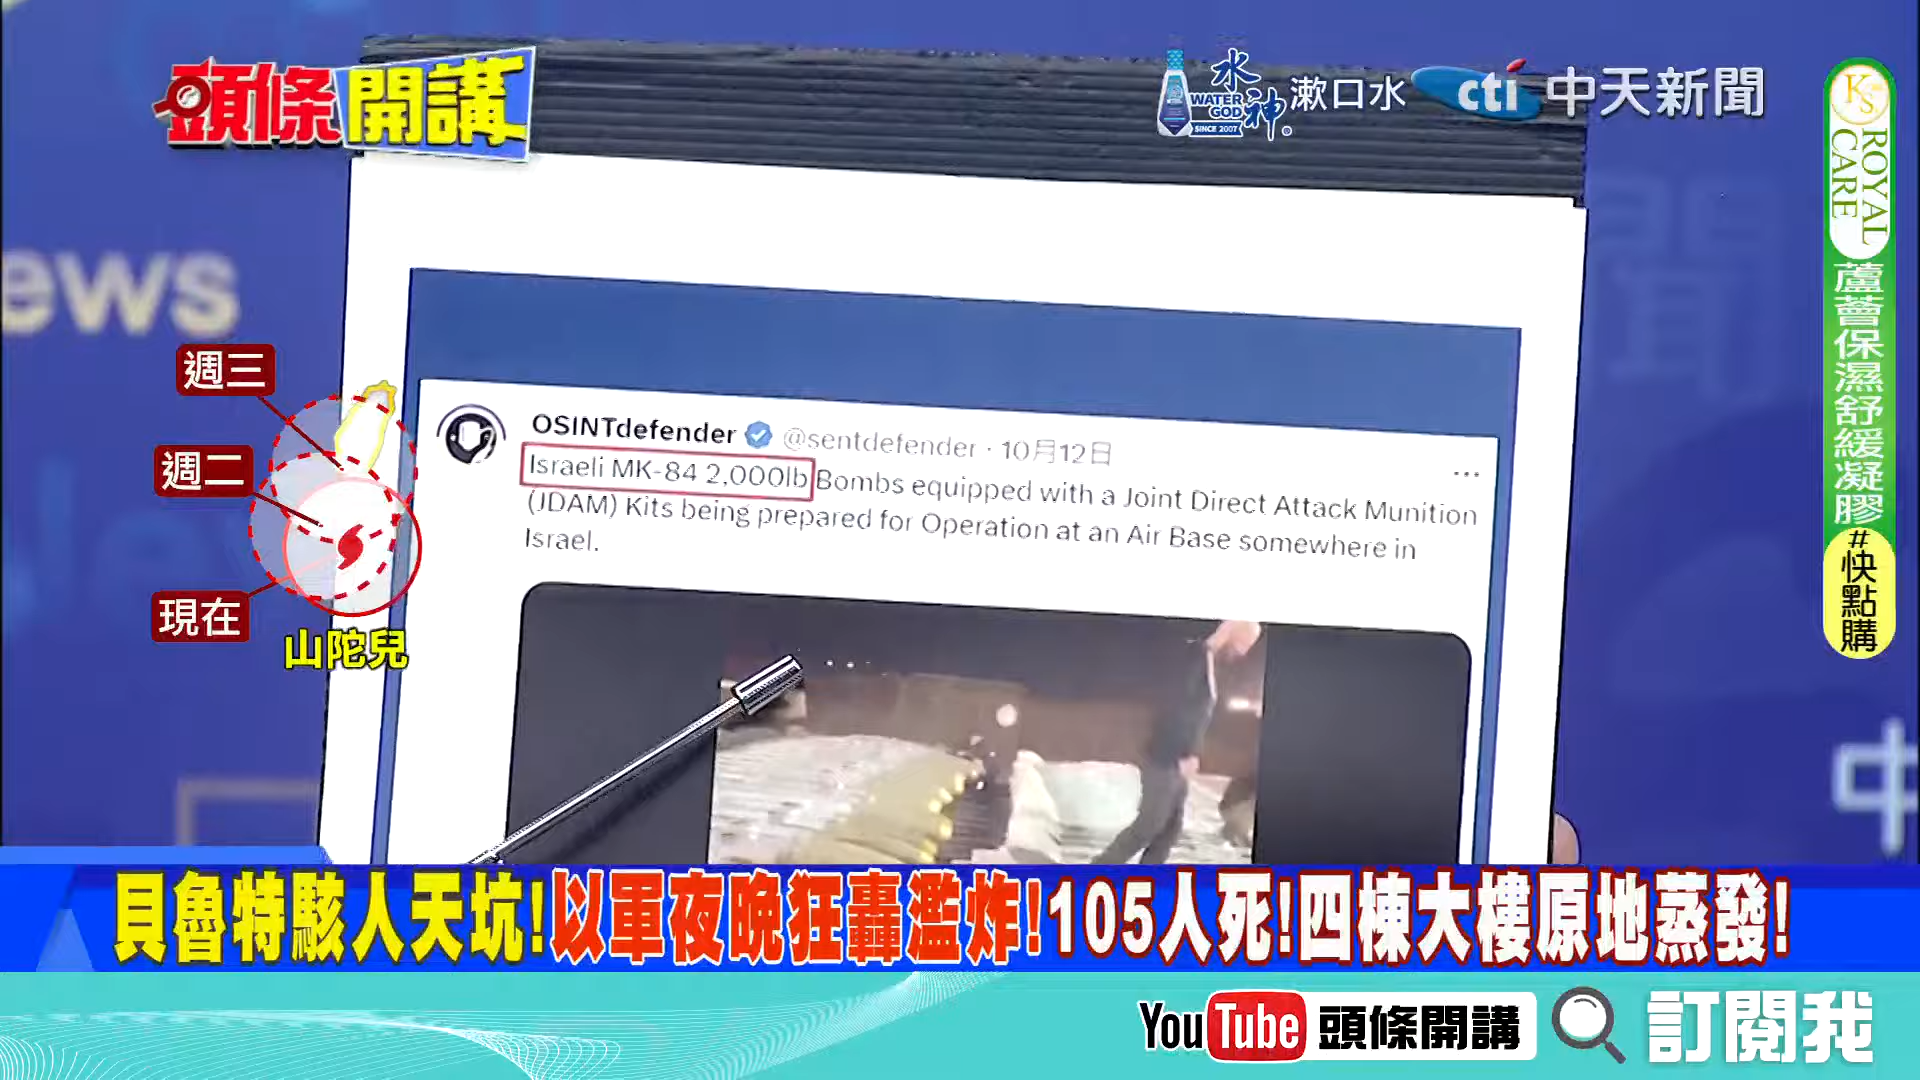 頭條開講
水神
WATER GOD
SINCE 2007
漱口水
cti 中天新聞
KS
ROYAL CARE
蘆薈保濕舒緩凝膠
#快點購
ews
週三
週二
現在
山陀兒
OSINTdefender @sentdefender · 10月12日
Israeli MK-84 2,000lb Bombs equipped with a Joint Direct Attack Munition
(JDAM) Kits being prepared for Operation at an Air Base somewhere in
Israel.
中
貝魯特駭人天坑!以軍夜晚狂轟濫炸!105人死!四棟大樓原地蒸發!
YouTube 頭條開講
訂閱我